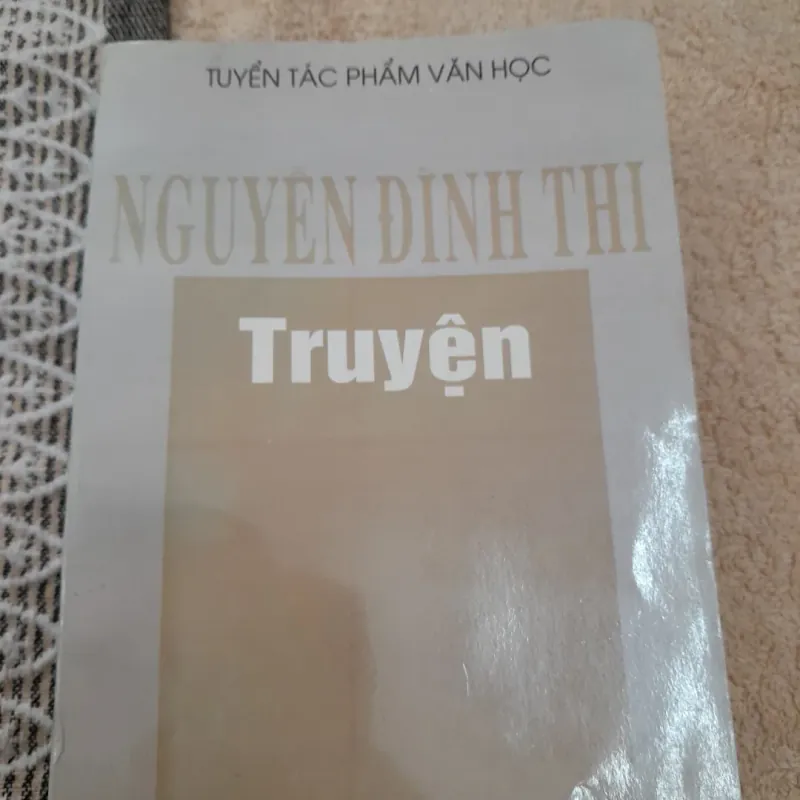 TUYỂN TÁC PHẨM VĂN HỌC
NGUYỄN ĐÌNH THI
Truyện